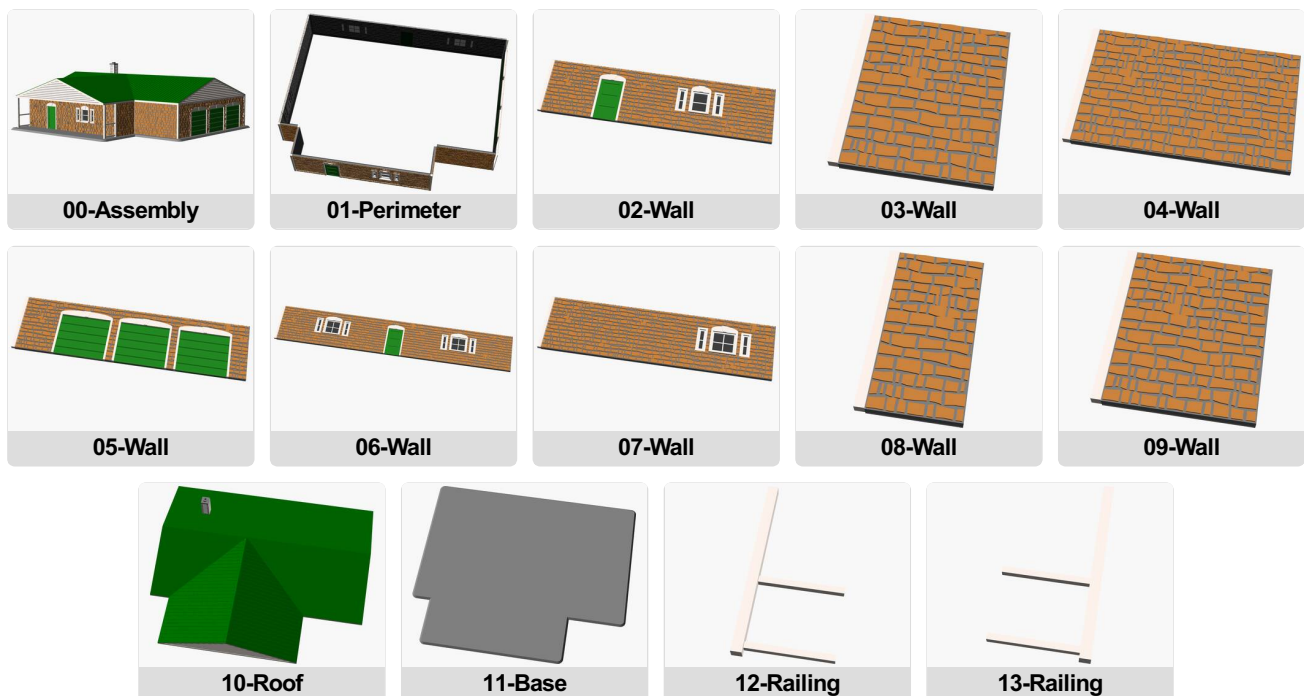 00-Assembly
01-Perimeter
02-Wall
03-Wall
04-Wall
05-Wall
06-Wall
07-Wall
08-Wall
09-Wall
10-Roof
11-Base
12-Railing
13-Railing